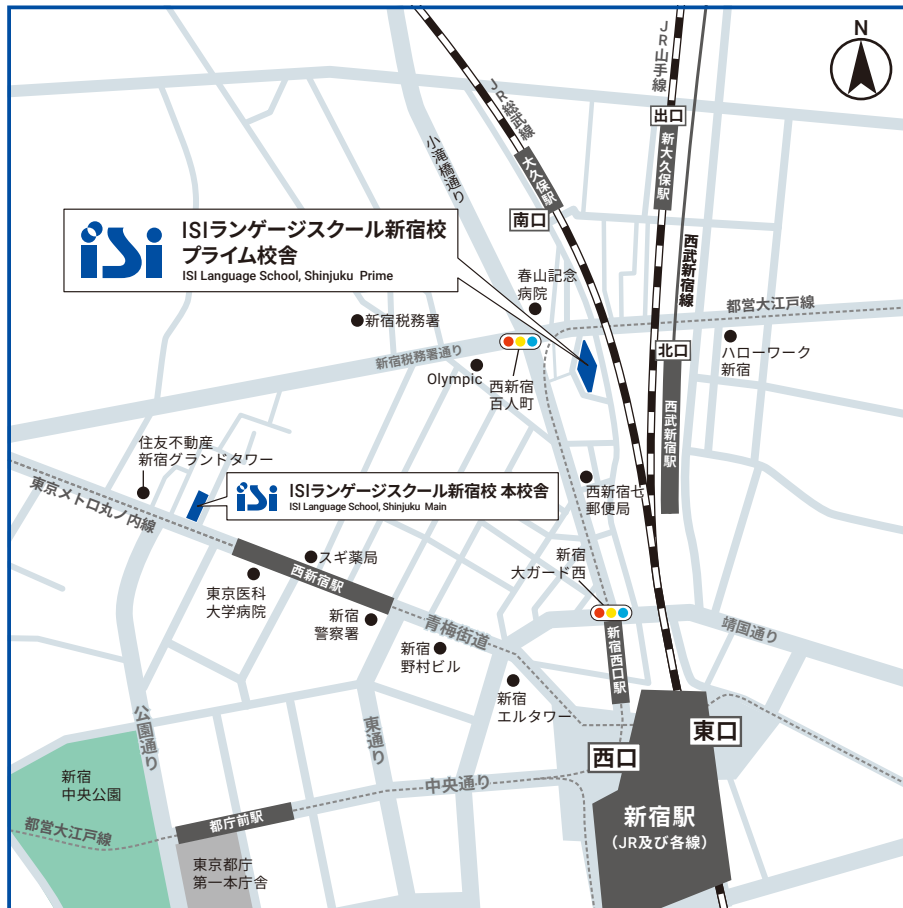 N
JR山手線
JR総武線
出口
新大久保駅
小滝橋通り
大久保駅
南口
ISI
ISIランゲージスクール新宿校
プライム校舎
ISI Language School, Shinjuku Prime
西武新宿線
春山記念
病院
都営大江戸線
新宿税務署
新宿税務署通り
Olympic
西新宿
百人町
北口
ハローワーク
新宿
西武新宿駅
住友不動産
新宿グランドタワー
東京メトロ丸ノ内線
ISI
ISIランゲージスクール新宿校 本校舎
ISI Language School, Shinjuku Main
西新宿七
郵便局
スギ薬局
西新宿駅
東京医科
大学病院
新宿
大ガード西
新宿
警察署
青梅街道
新宿
野村ビル
新宿西口駅
靖国通り
新宿
エルタワー
公園通り
東通り
東口
西口
新宿
中央公園
中央通り
都庁前駅
都営大江戸線
新宿駅
(JR及び各線)
東京都庁
第一本庁舎